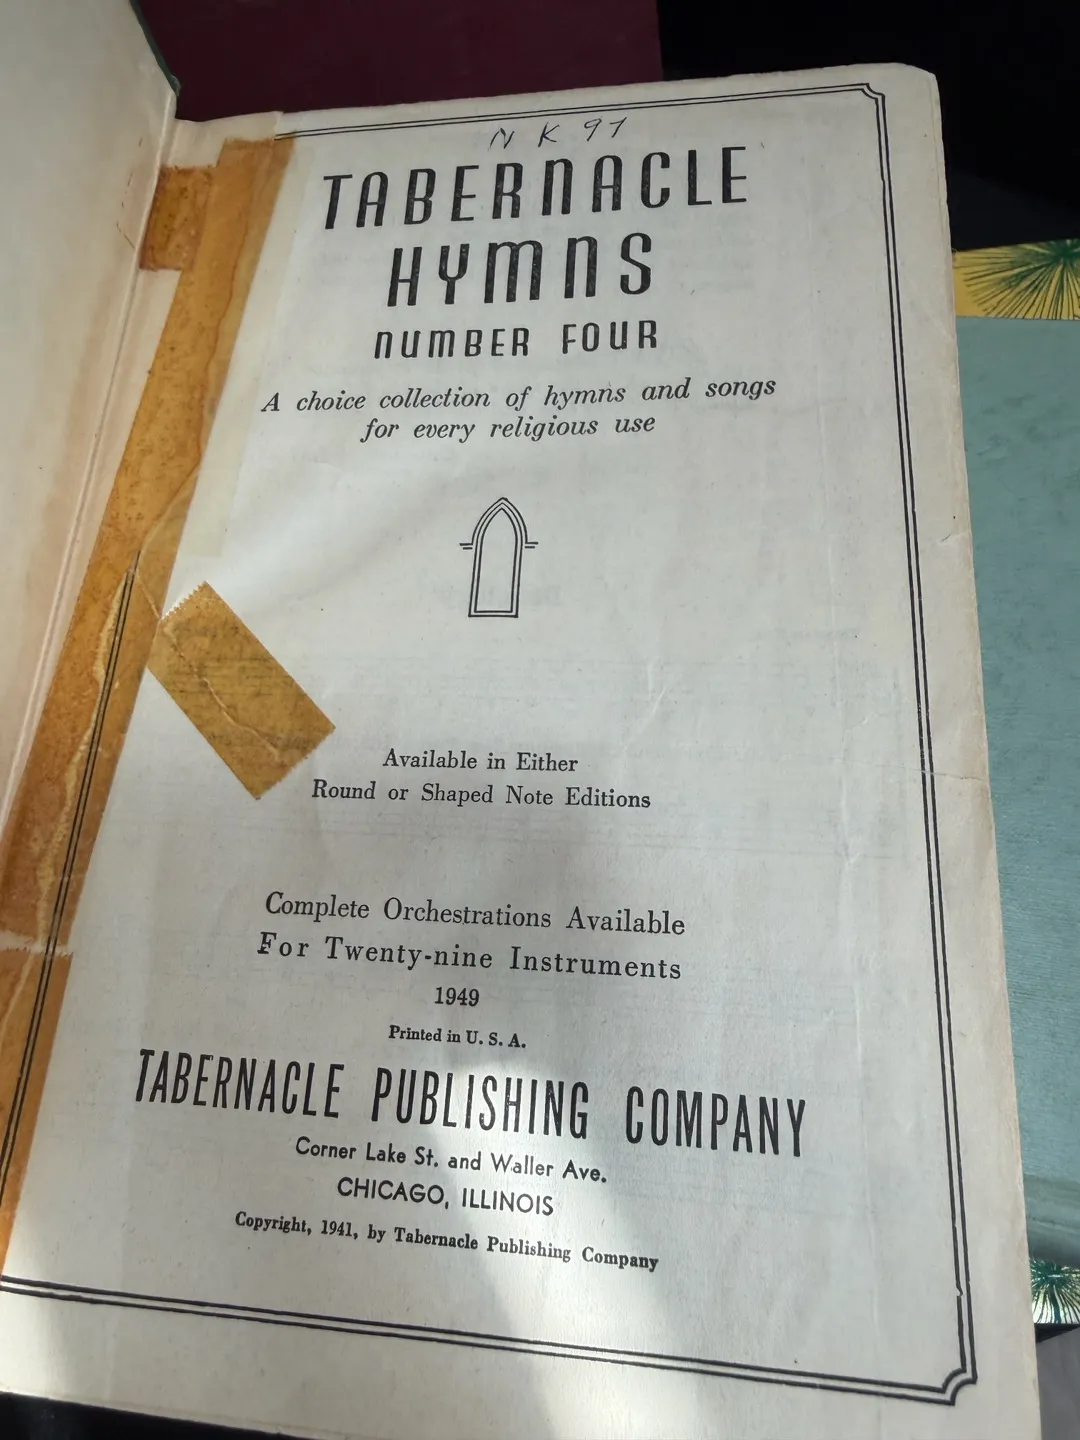 N K 97
TABERNACLE
HYMNS
NUMBER FOUR
A choice collection of hymns and songs
for every religious use
Available in Either
Round or Shaped Note Editions
Complete Orchestrations Available
For Twenty-nine Instruments
1949
Printed in U. S. A.
TABERNACLE PUBLISHING COMPANY
Corner Lake St. and Waller Ave.
CHICAGO, ILLINOIS
Copyright, 1941, by Tabernacle Publishing Company